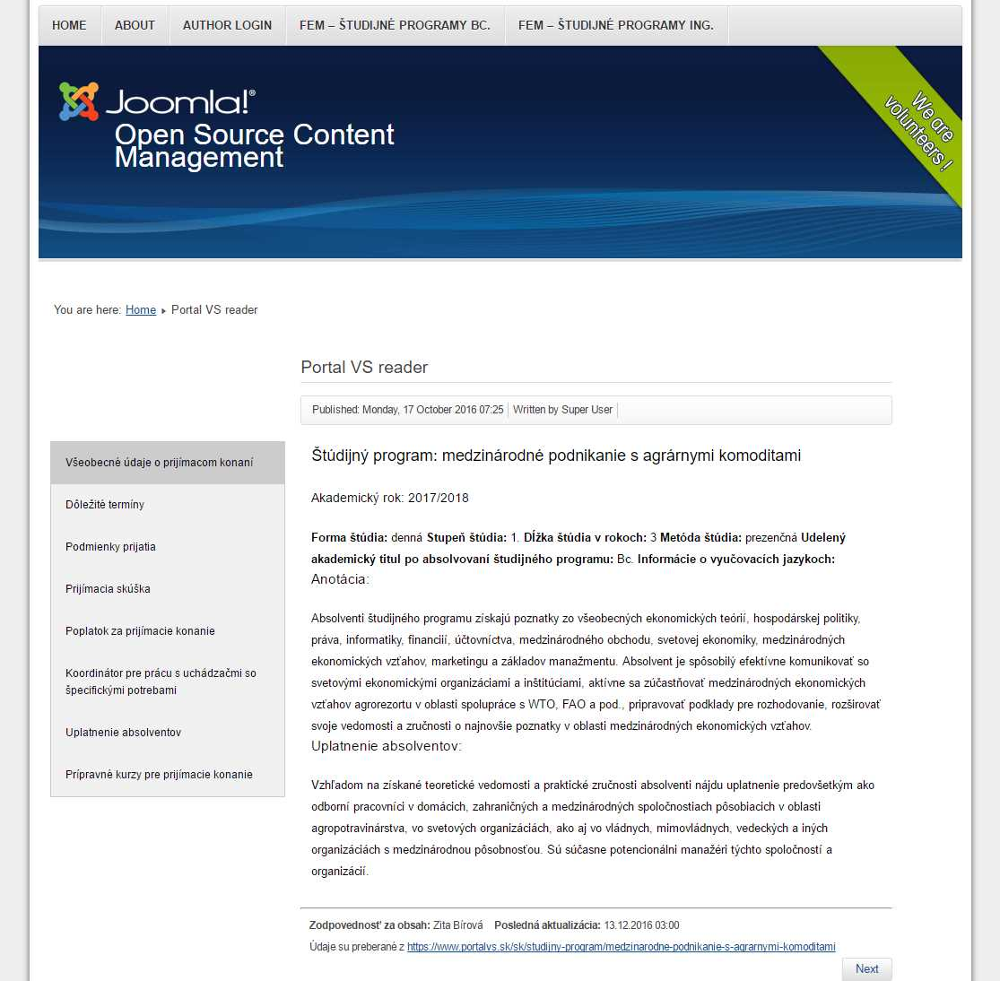 HOME ABOUT AUTHOR LOGIN FEM – ŠTUDIJNÉ PROGRAMY BC. FEM – ŠTUDIJNÉ PROGRAMY ING.
Joomla!®
Open Source Content
Management
We are
volunteers !
You are here: Home Portal VS reader
Portal VS reader
Published: Monday, 17 October 2016 07:25 Written by Super User
Všeobecné údaje o prijímacom konaní
Dôležité termíny
Podmienky prijatia
Prijímacia skúška
Poplatok za prijímacie konanie
Koordinátor pre prácu s uchádzačmi so
špecifickými potrebami
Uplatnenie absolventov
Prípravné kurzy pre prijímacie konanie
Štúdijný program: medzinárodné podnikanie s agrárnymi komoditami
Akademický rok: 2017/2018
Forma štúdia: denná Stupeň štúdia: 1. Dĺžka štúdia v rokoch: 3 Metóda štúdia: prezenčná Udelený
akademický titul po absolvovaní študijného programu: Bc. Informácie o vyučovacích jazykoch:
Anotácia:
Absolventi študijného programu získajú poznatky zo všeobecných ekonomických teórií, hospodárskej politiky,
práva, informatiky, financiií, účtovníctva, medzinárodného obchodu, svetovej ekonomiky, medzinárodných
ekonomických vzťahov, marketingu a základov manažmentu. Absolvent je spôsobilý efektívne komunikovať so
svetovými ekonomickými organizáciami a inštitúciami, aktívne sa zúčastňovať medzinárodných ekonomických
vzťahov agrorezortu v oblasti spolupráce s WTO, FAO a pod., pripravovať podklady pre rozhodovanie, rozširovať
svoje vedomosti a zručnosti o najnovšie poznatky v oblasti medzinárodných ekonomických vzťahov.
Uplatnenie absolventov:
Vzhľadom na získané teoretické vedomosti a praktické zručnosti absolventi nájdu uplatnenie predovšetkým ako
odborní pracovníci v domácich, zahraničných a medzinárodných spoločnostiach pôsobiacich v oblasti
agropotravinárstva, vo svetových organizáciách, ako aj vo vládnych, mimovládnych, vedeckých a iných
organizáciách s medzinárodnou pôsobnosťou. Sú súčasne potencionálni manažéri týchto spoločností a
organizácií.
Zodpovednosť za obsah: Zita Bírová Posledná aktualizácia: 13.12.2016 03:00
Údaje su preberané z https://www.portalvs.sk/sk/studijny-program/medzinarodne-podnikanie-s-agrarnymi-komoditami
Next